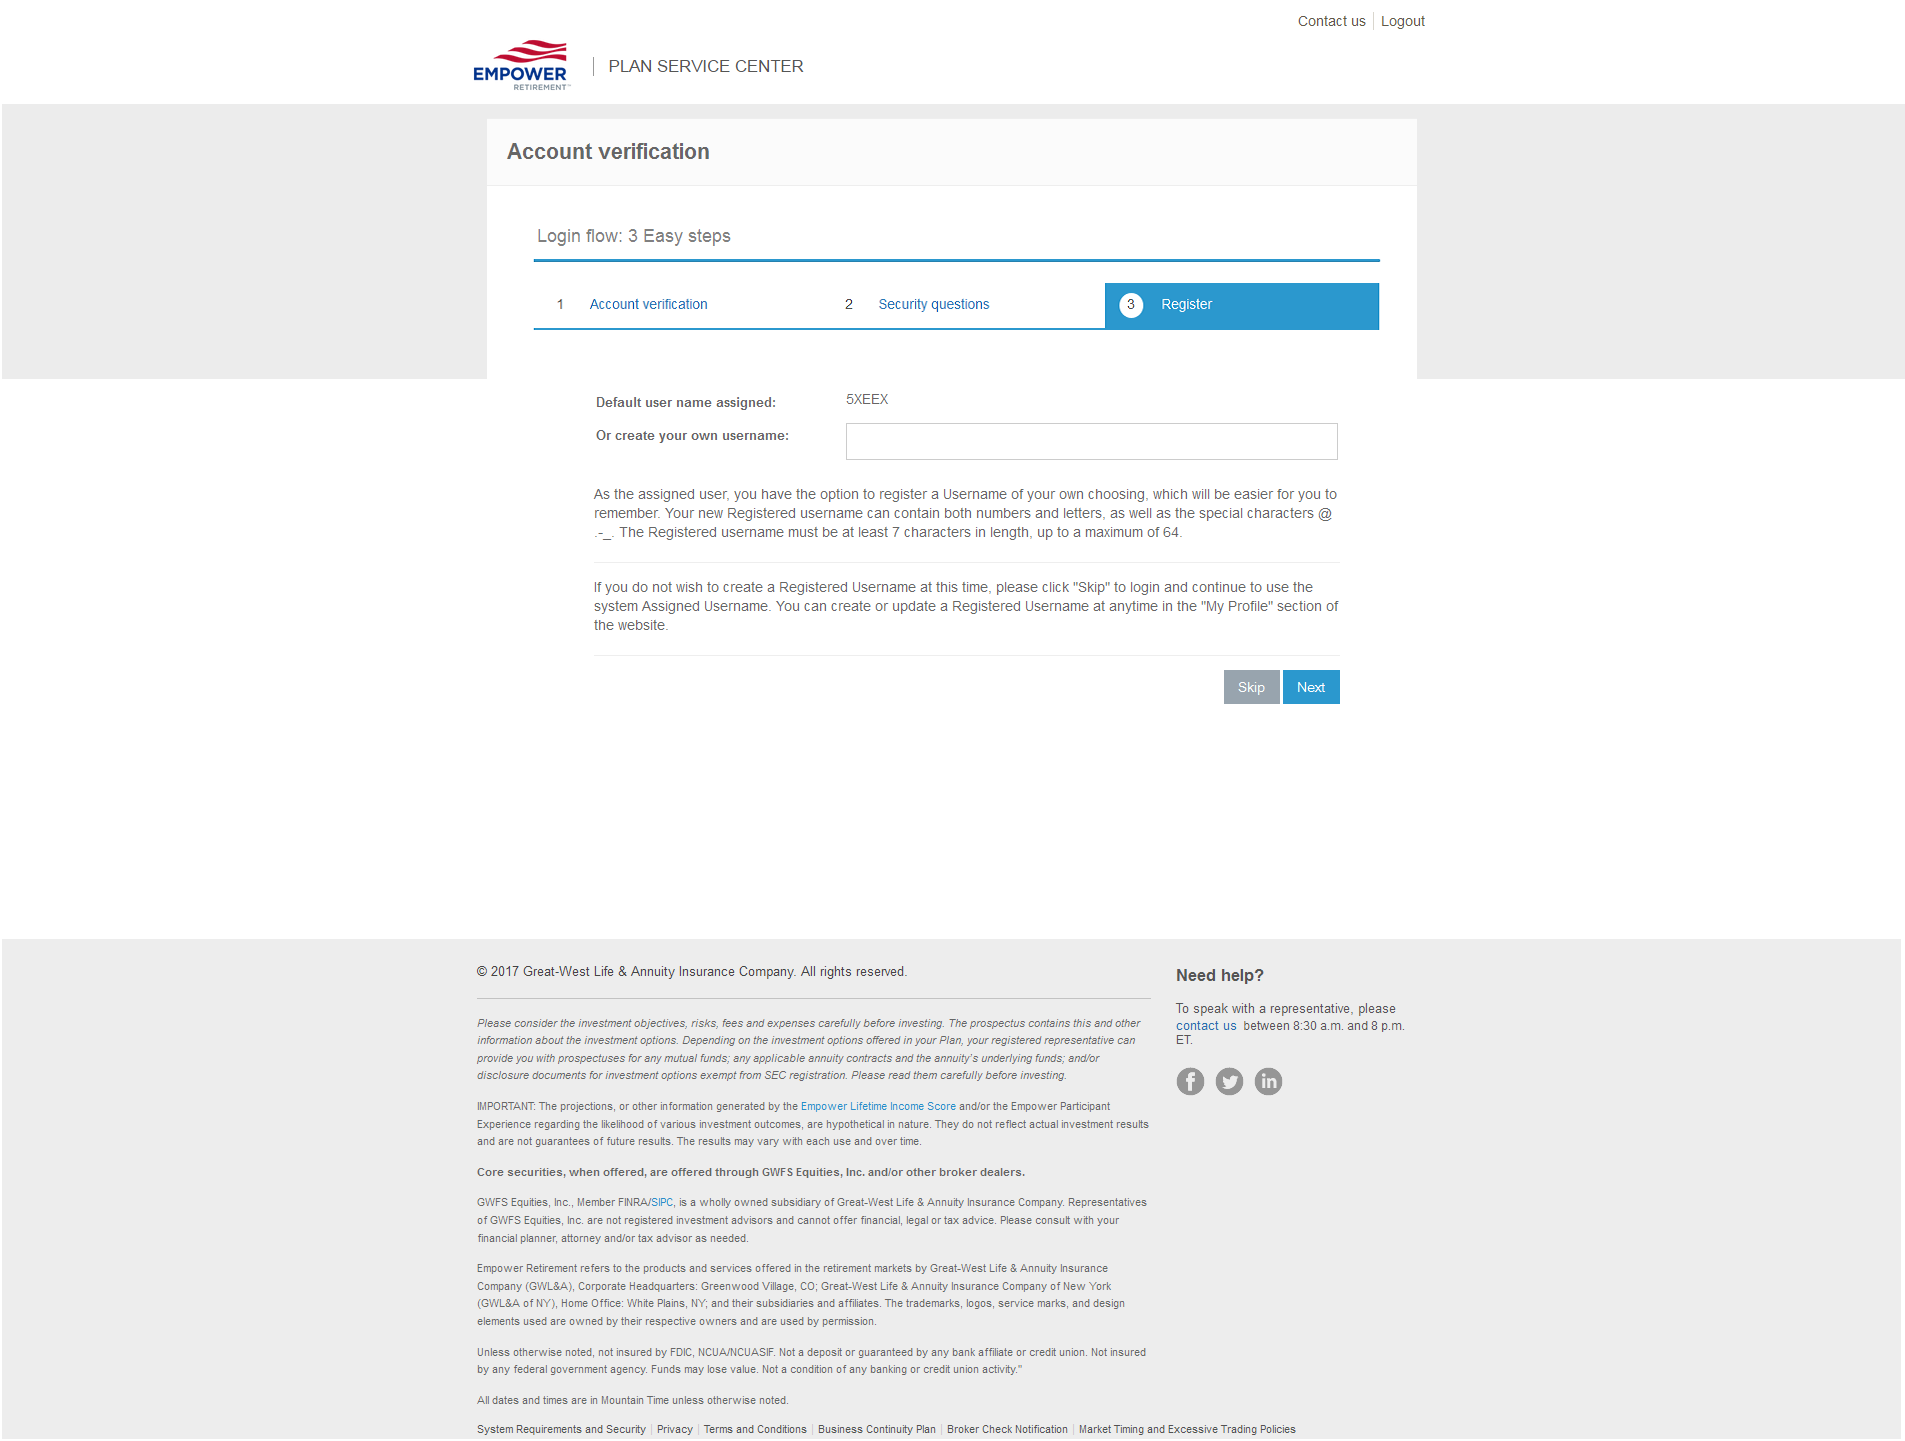 Contact us | Logout
EMPOWER
RETIREMENT™
PLAN SERVICE CENTER
Account verification
Login flow: 3 Easy steps
1 Account verification 2 Security questions 3 Register
Default user name assigned: 5XEEX
Or create your own username:
As the assigned user, you have the option to register a Username of your own choosing, which will be easier for you to
remember. Your new Registered username can contain both numbers and letters, as well as the special characters @
.-_. The Registered username must be at least 7 characters in length, up to a maximum of 64.
If you do not wish to create a Registered Username at this time, please click "Skip" to login and continue to use the
system Assigned Username. You can create or update a Registered Username at anytime in the "My Profile" section of
the website.
Skip Next
© 2017 Great-West Life & Annuity Insurance Company. All rights reserved.
Please consider the investment objectives, risks, fees and expenses carefully before investing. The prospectus contains this and other
information about the investment options. Depending on the investment options offered in your Plan, your registered representative can
provide you with prospectuses for any mutual funds; any applicable annuity contracts and the annuity's underlying funds; and/or
disclosure documents for investment options exempt from SEC registration. Please read them carefully before investing.
IMPORTANT: The projections, or other information generated by the Empower Lifetime Income Score and/or the Empower Participant
Experience regarding the likelihood of various investment outcomes, are hypothetical in nature. They do not reflect actual investment results
and are not guarantees of future results. The results may vary with each use and over time.
Core securities, when offered, are offered through GWFS Equities, Inc. and/or other broker dealers.
GWFS Equities, Inc., Member FINRA/SIPC, is a wholly owned subsidiary of Great-West Life & Annuity Insurance Company. Representatives
of GWFS Equities, Inc. are not registered investment advisors and cannot offer financial, legal or tax advice. Please consult with your
financial planner, attorney and/or tax advisor as needed.
Empower Retirement refers to the products and services offered in the retirement markets by Great-West Life & Annuity Insurance
Company (GWL&A), Corporate Headquarters: Greenwood Village, CO; Great-West Life & Annuity Insurance Company of New York
(GWL&A of NY), Home Office: White Plains, NY; and their subsidiaries and affiliates. The trademarks, logos, service marks, and design
elements used are owned by their respective owners and are used by permission.
Unless otherwise noted, not insured by FDIC, NCUA/NCUASIF. Not a deposit or guaranteed by any bank affiliate or credit union. Not insured
by any federal government agency. Funds may lose value. Not a condition of any banking or credit union activity."
All dates and times are in Mountain Time unless otherwise noted.
System Requirements and Security | Privacy | Terms and Conditions | Business Continuity Plan | Broker Check Notification | Market Timing and Excessive Trading Policies
Need help?
To speak with a representative, please
contact us between 8:30 a.m. and 8 p.m.
ET.
f in